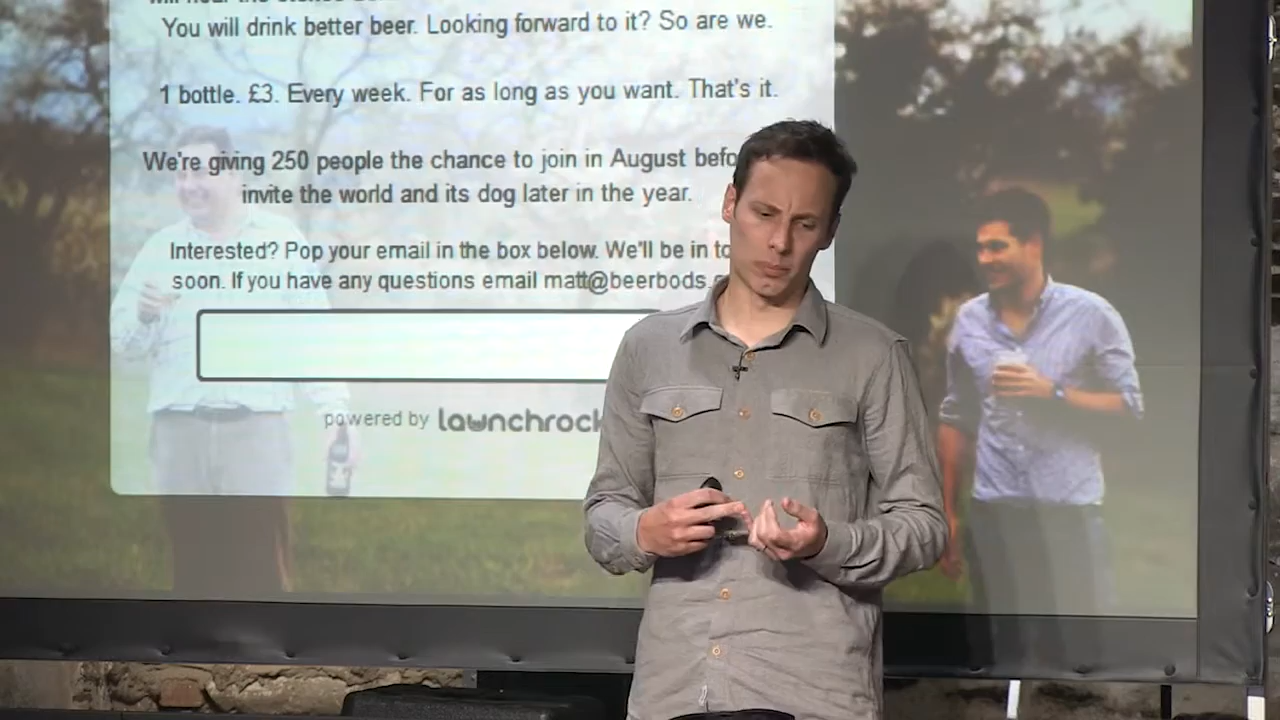 You will drink better beer. Looking forward to it? So are we.
1 bottle. £3. Every week. For as long as you want. That's it.
We're giving 250 people the chance to join in August befo
invite the world and its dog later in the year.
Interested? Pop your email in the box below. We'll be in to
soon. If you have any questions email matt@beerbods.
powered by launchrock